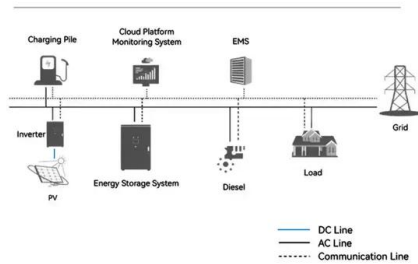 Charging Pile
Cloud Platform
Monitoring System
EMS
Grid
Inverter
PV
Energy Storage System
Diesel
Load
DC Line
AC Line
Communication Line